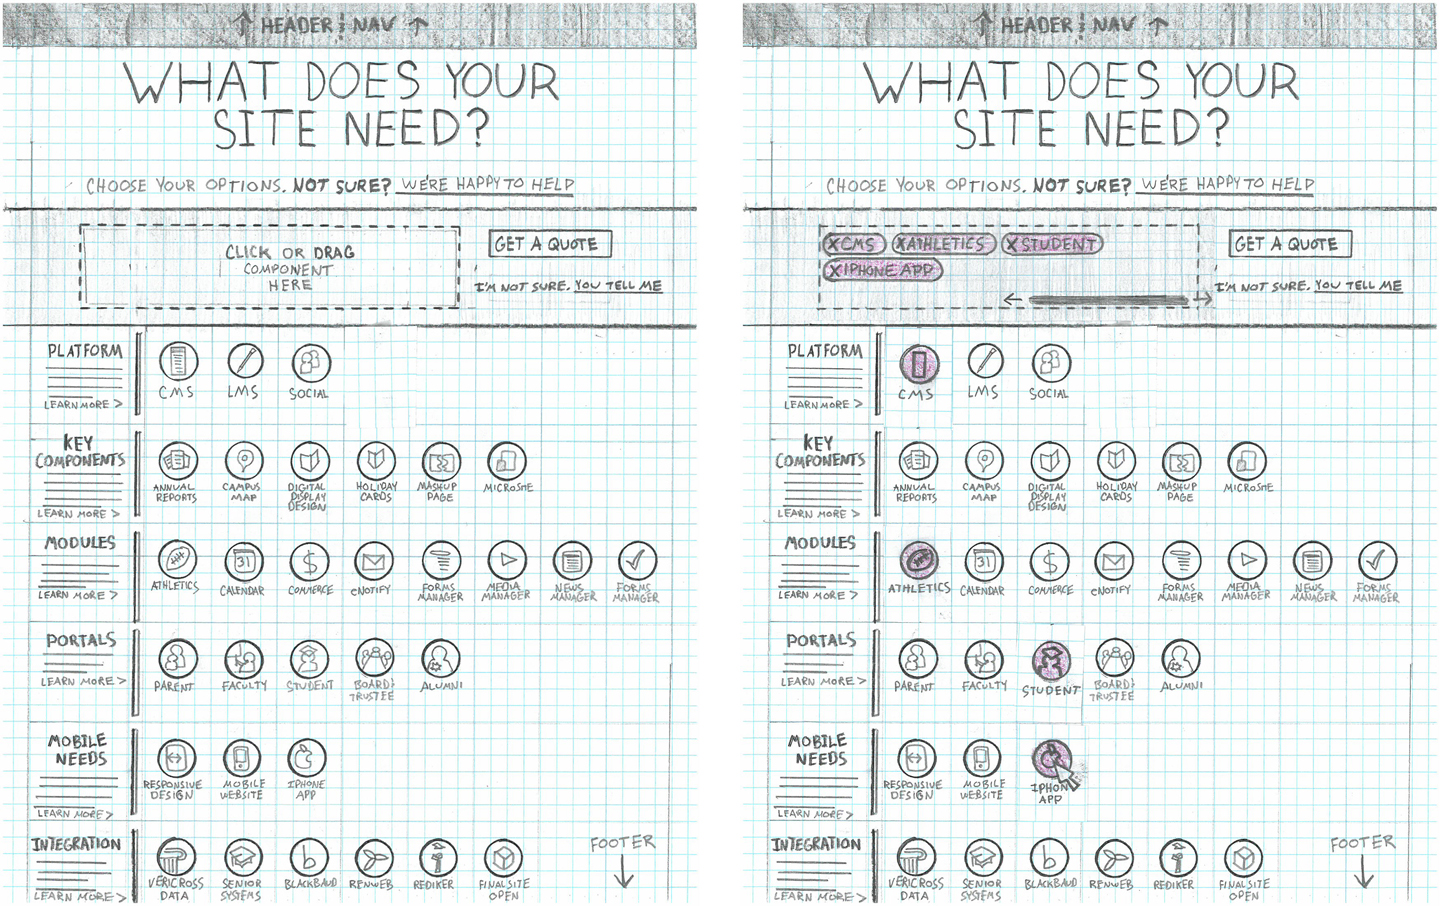 ↑ HEADER & NAV ↑
WHAT DOES YOUR
SITE NEED?
CHOOSE YOUR OPTIONS. NOT SURE? WE'RE HAPPY TO HELP
CLICK OR DRAG
COMPONENT
HERE
GET A QUOTE
I'M NOT SURE. YOU TELL ME
PLATFORM
LEARN MORE >
CMS
LMS
SOCIAL
KEY
COMPONENTS
LEARN MORE >
ANNUAL
REPORTS
CAMPUS
MAP
DIGITAL
DISPLAY
DESIGN
HOLIDAY
CARDS
MASHUP
PAGE
MICROSITE
MODULES
LEARN MORE >
ATHLETICS
31
CALENDAR
$
COMMERCE
eNOTIFY
FORMS
MANAGER
MEDIA
MANAGER
NEWS
MANAGER
FORMS
MANAGER
PORTALS
LEARN MORE >
PARENT
FACULTY
STUDENT
BOARD &
TRUSTEE
ALUMNI
MOBILE
NEEDS
LEARN MORE >
RESPONSIVE
DESIGN
MOBILE
WEBSITE
IPHONE
APP
INTEGRATION
LEARN MORE >
VERICROSS
DATA
SENIOR
SYSTEMS
b
BLACKBAUD
RENWEB
REDIKER
FINALSITE
OPEN
FOOTER
↑ HEADER & NAV ↑
WHAT DOES YOUR
SITE NEED?
CHOOSE YOUR OPTIONS. NOT SURE? WE'RE HAPPY TO HELP
X CMS
X ATHLETICS
X STUDENT
X IPHONE APP
GET A QUOTE
I'M NOT SURE. YOU TELL ME
PLATFORM
LEARN MORE >
CMS
LMS
SOCIAL
KEY
COMPONENTS
LEARN MORE >
ANNUAL
REPORTS
CAMPUS
MAP
DIGITAL
DISPLAY
DESIGN
HOLIDAY
CARDS
MASHUP
PAGE
MICROSITE
MODULES
LEARN MORE >
ATHLETICS
31
CALENDAR
$
COMMERCE
eNOTIFY
FORMS
MANAGER
MEDIA
MANAGER
NEWS
MANAGER
FORMS
MANAGER
PORTALS
LEARN MORE >
PARENT
FACULTY
STUDENT
BOARD &
TRUSTEE
ALUMNI
MOBILE
NEEDS
LEARN MORE >
RESPONSIVE
DESIGN
MOBILE
WEBSITE
IPHON
APP
INTEGRATION
LEARN MORE >
VERICROSS
DATA
SENIOR
SYSTEMS
b
BLACKBAUD
RENWEB
REDIKER
FINALSITE
OPEN
FOOTER